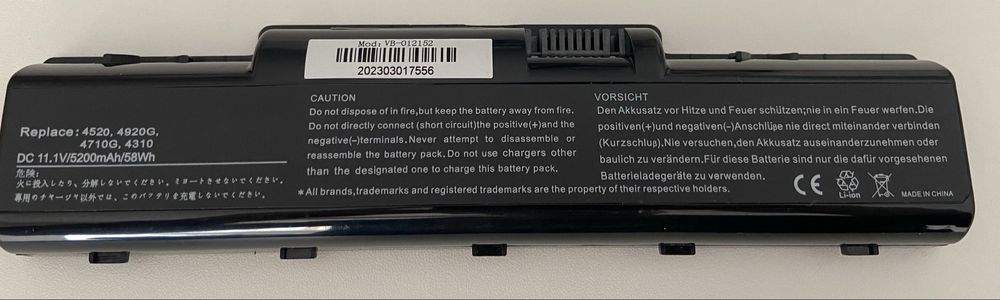 Mod: VB-012152
202303017556
Replace: 4520, 4920G,
4710G, 4310
DC 11.1V/5200mAh/58Wh
危険:
火に投入したり、分解しないでください。ミョートさせないでください。
専用のチャージャ以外では、このバッテリを充電しないでください。
CAUTION
Do not dispose of in fire,but keep the battery away from fire.
Do not directly connect (short circuit)the positive(+) and the
negative(–)terminals. Never attempt to disassemble or
reassemble the battery pack. Do not use chargers other
than the designated one to charge this battery pack.
*All brands,trademarks and registered trademarks are the property of their respective holders.
VORSICHT
Den Akkusatz vor Hitze und Feuer schützen;nie in ein Feuer werfen.Die
positiven(+)und negativen(–)Anschlüße nie direct miteinander verbinden
(Kurzschluß). Nie versuchen,den Akkusatz auseinanderzunehmen oder
baulich zu verändern. Für diese Batterie sind nur die dafür vorgesehenen
Batterieladegeräte zu verwenden.
CE
Li-ion
MADE IN CHINA